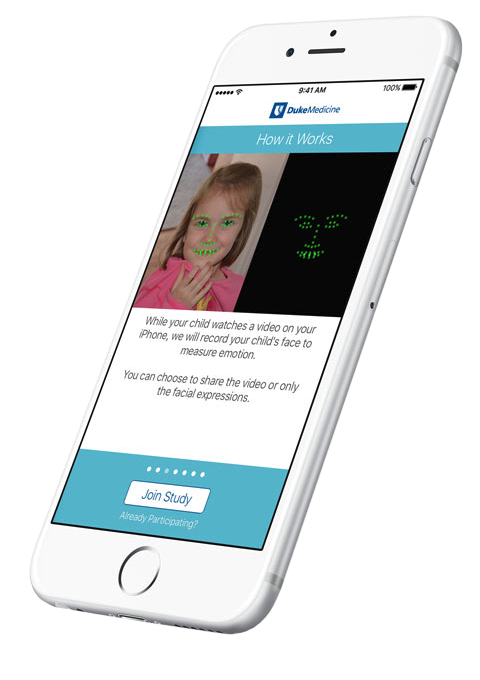 9:41 AM
100%
DukeMedicine
How it Works
While your child watches a video on your
iPhone, we will record your child's face to
measure emotion.
You can choose to share the video or only
the facial expressions.
Join Study
Already Participating?